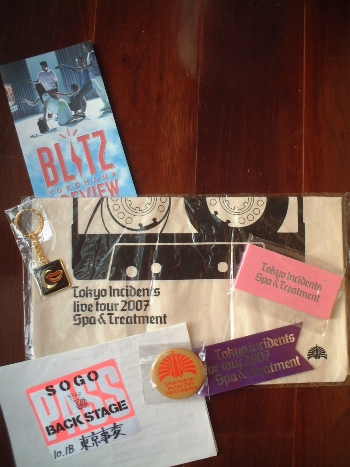 BLITZ
YOKOHAMA
REVIEW
Tokyo Incidents
live tour 2007
Spa & Treatment
Tokyo Incidents
Spa & Treatment
Tokyo Incidents
live tour 2007
Spa & Treatment
SOGO
PASS
BACK STAGE
10.18 東京事変